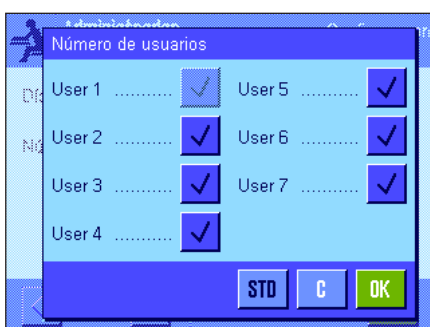 Administrador
Número de usuarios
User 1 ...........
User 2 ...........
User 3 ...........
User 4 ...........
User 5 ...........
User 6 ...........
User 7 ...........
STD
C
OK